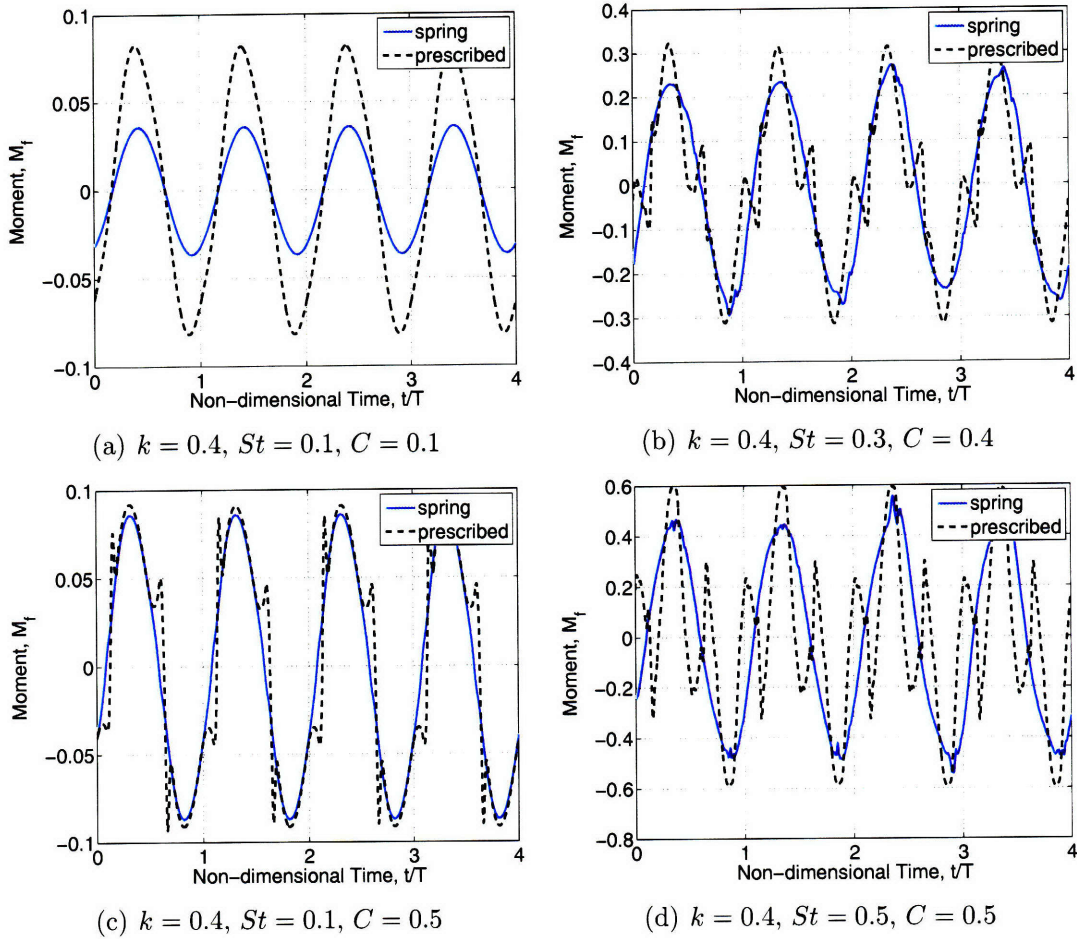 0.1
0.05
0
−0.05
−0.1
Moment, M_f
spring
prescribed
0 1 2 3 4
Non−dimensional Time, t/T
(a) k = 0.4, St = 0.1, C = 0.1
0.4
0.3
0.2
0.1
0
−0.1
−0.2
−0.3
−0.4
Moment, M_f
spring
prescribed
0 1 2 3 4
Non−dimensional Time, t/T
(b) k = 0.4, St = 0.3, C = 0.4
0.1
0.05
0
−0.05
−0.1
Moment, M_f
spring
prescribed
0 1 2 3 4
Non−dimensional Time, t/T
(c) k = 0.4, St = 0.1, C = 0.5
0.6
0.4
0.2
0
−0.2
−0.4
−0.6
−0.8
Moment, M_f
spring
prescribed
0 1 2 3 4
Non−dimensional Time, t/T
(d) k = 0.4, St = 0.5, C = 0.5